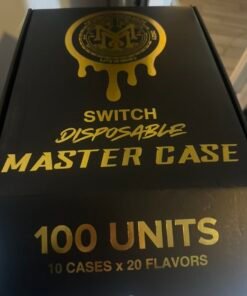 SWITCH
DISPOSABLE
MASTER CASE
100 UNITS
10 CASES x 20 FLAVORS